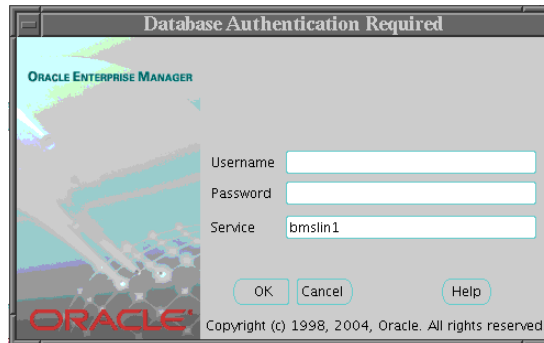 Database Authentication Required
ORACLE ENTERPRISE MANAGER
Username
Password
Service bmslin1
OK Cancel Help
ORACLE
Copyright (c) 1998, 2004, Oracle. All rights reserved